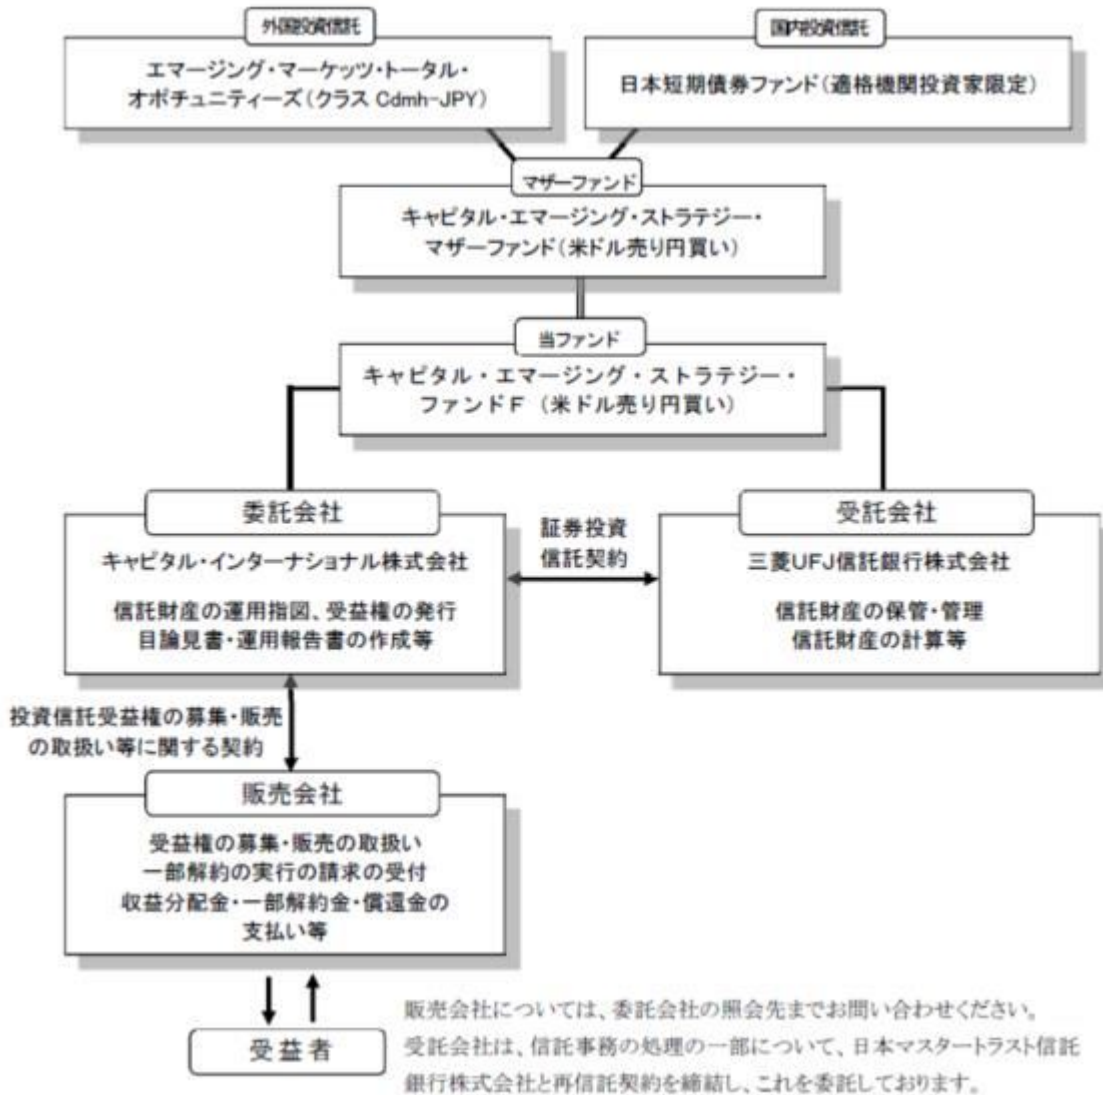 外国投資信託
エマージング・マーケッツ・トータル・
オポチュニティーズ(クラス Cdmh-JPY)
国内投資信託
日本短期債券ファンド(適格機関投資家限定)
マザーファンド
キャピタル・エマージング・ストラテジー・
マザーファンド(米ドル売り円買い)
当ファンド
キャピタル・エマージング・ストラテジー・
ファンドF (米ドル売り円買い)
委託会社
キャピタル・インターナショナル株式会社
信託財産の運用指図、受益権の発行
目論見書・運用報告書の作成等
証券投資
信託契約
受託会社
三菱UFJ信託銀行株式会社
信託財産の保管・管理
信託財産の計算等
投資信託受益権の募集・販売
の取扱い等に関する契約
販売会社
受益権の募集・販売の取扱い
一部解約の実行の請求の受付
収益分配金・一部解約金・償還金の
支払い等
受益者
販売会社については、委託会社の照会先までお問い合わせください。
受託会社は、信託事務の処理の一部について、日本マスタートラスト信託
銀行株式会社と再信託契約を締結し、これを委託しております。